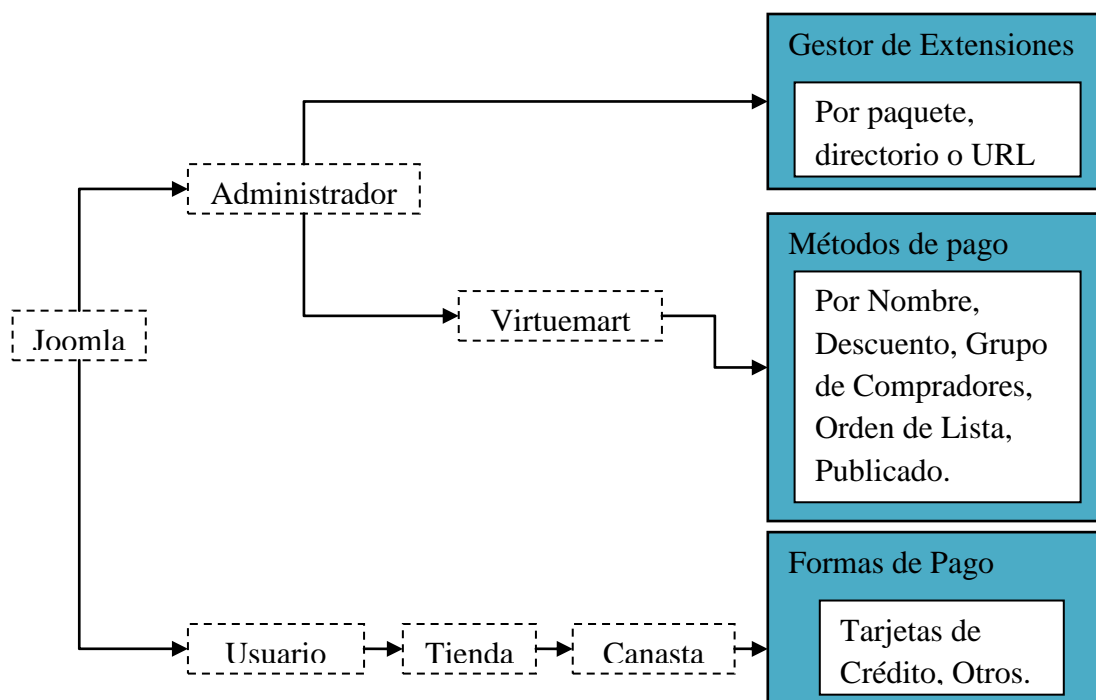 Gestor de Extensiones
Por paquete,
directorio o URL
Administrador
Métodos de pago
Por Nombre,
Descuento, Grupo
de Compradores,
Orden de Lista,
Publicado.
Virtuemart
Joomla
Formas de Pago
Tarjetas de
Crédito, Otros.
Usuario
Tienda
Canasta